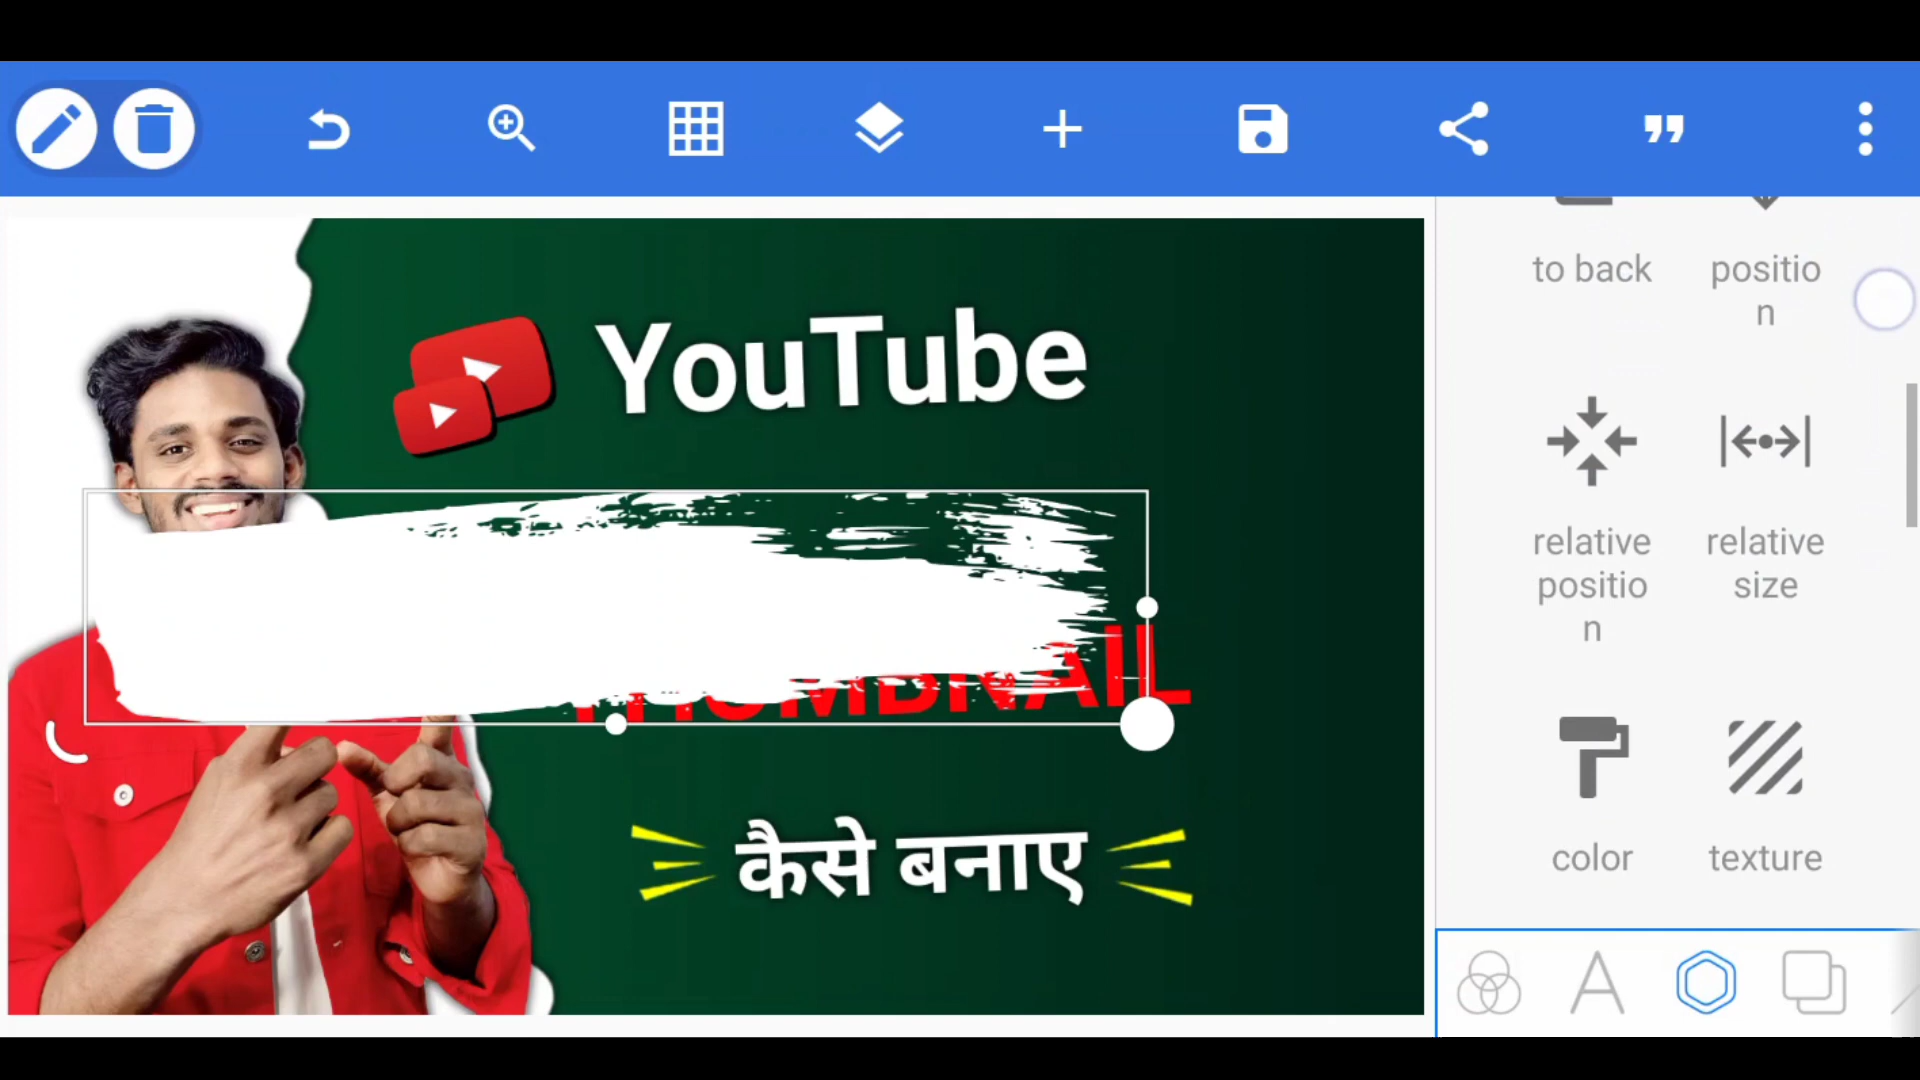 to back
positio
n
YouTube
relative
positio
n
relative
size
THUMBNAIL
कैसे बनाए
color
texture